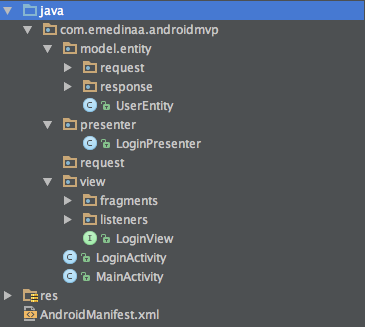 java
com.emedinaa.androidmvp
model.entity
request
response
C UserEntity
presenter
C LoginPresenter
request
view
fragments
listeners
I LoginView
C LoginActivity
C MainActivity
res
AndroidManifest.xml